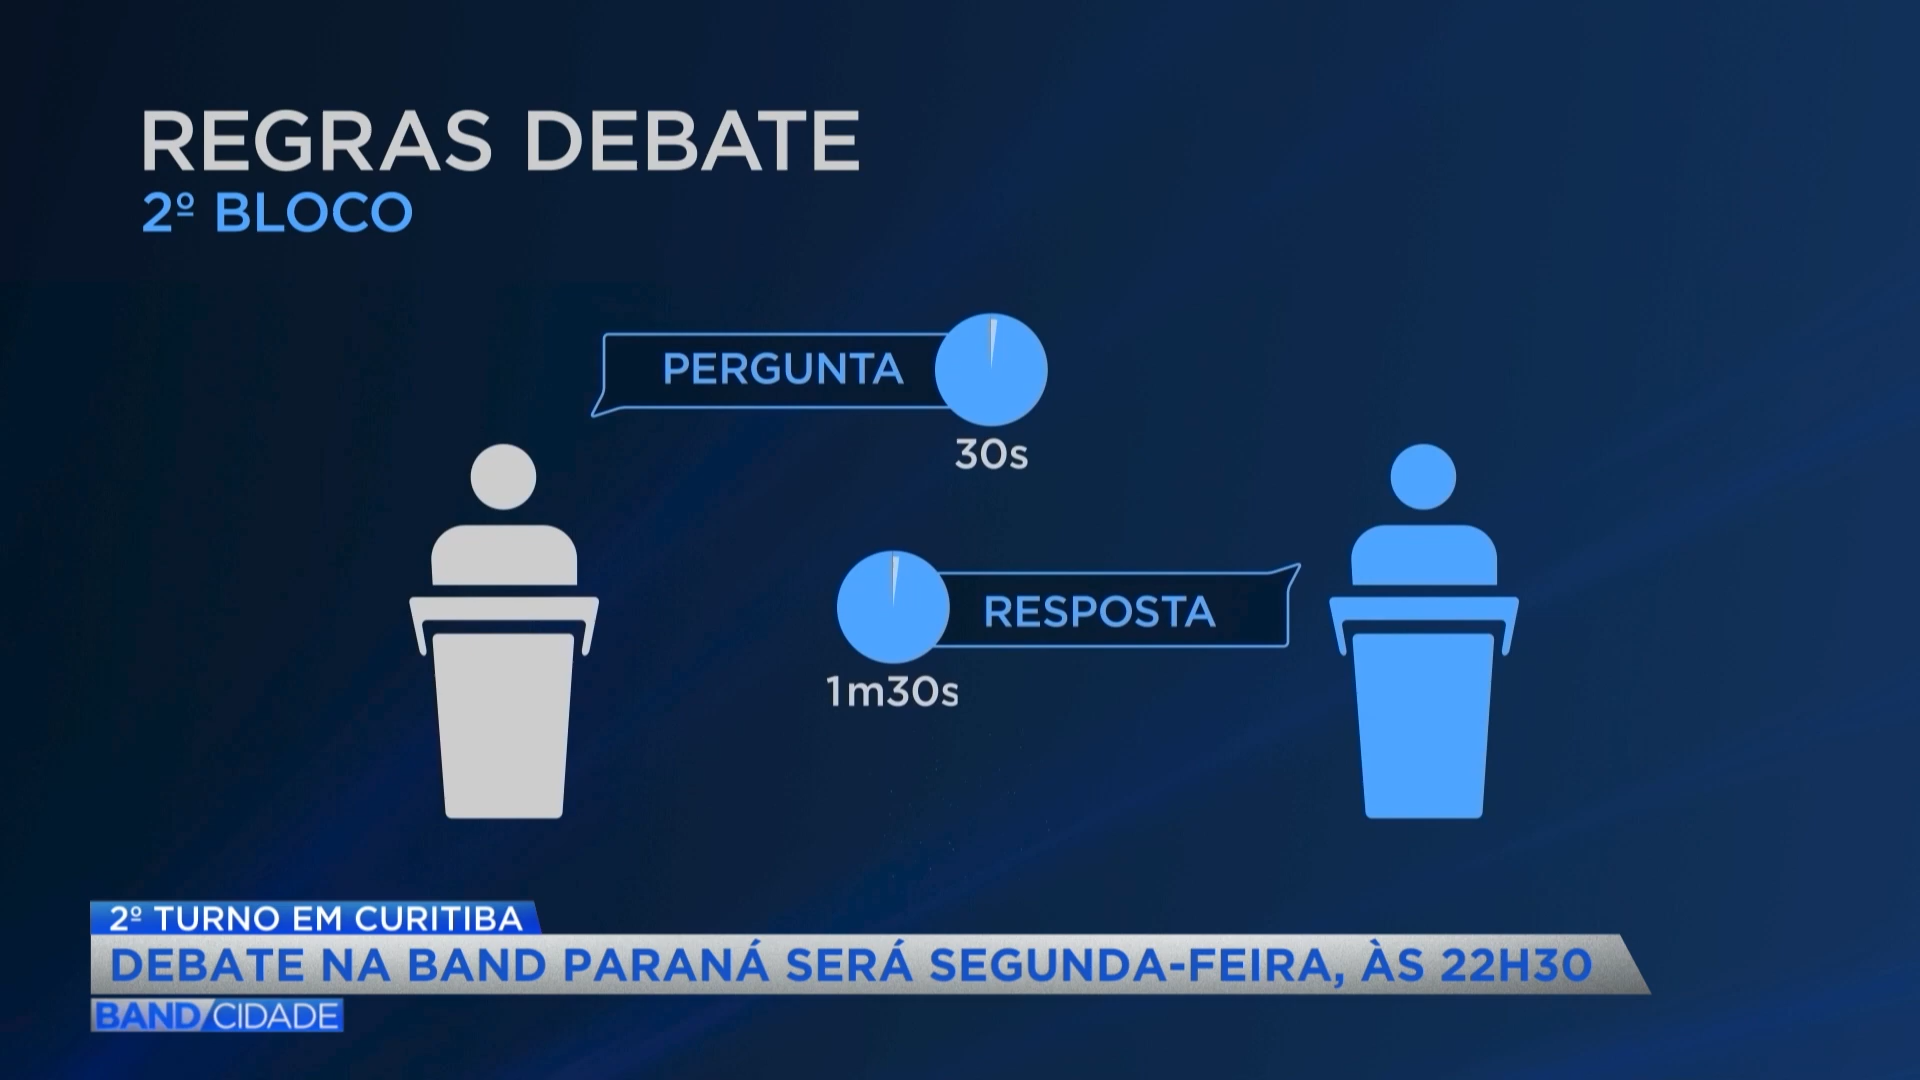 REGRAS DEBATE
2º BLOCO
PERGUNTA
30s
RESPOSTA
1m30s
2º TURNO EM CURITIBA
DEBATE NA BAND PARANÁ SERÁ SEGUNDA-FEIRA, ÀS 22H30
BAND/CIDADE